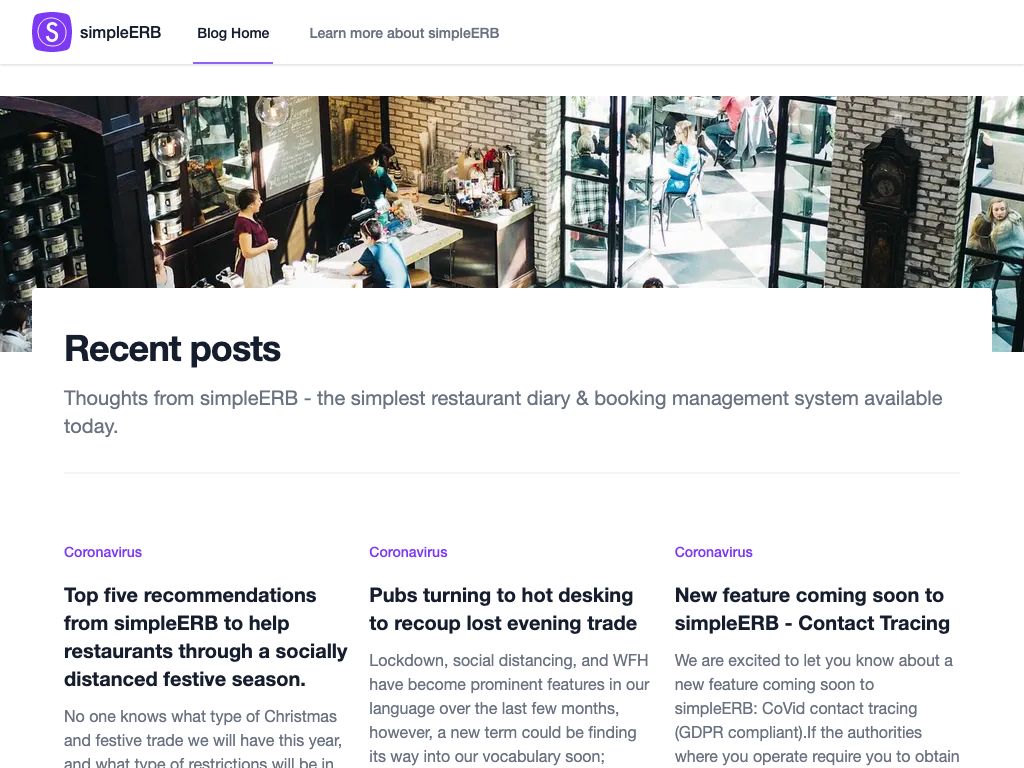 simpleERB
Blog Home
Learn more about simpleERB
Recent posts
Thoughts from simpleERB - the simplest restaurant diary & booking management system available
today.
Coronavirus
Top five recommendations
from simpleERB to help
restaurants through a socially
distanced festive season.
No one knows what type of Christmas
and festive trade we will have this year,
and what type of restrictions will be in
Coronavirus
Pubs turning to hot desking
to recoup lost evening trade
Lockdown, social distancing, and WFH
have become prominent features in our
language over the last few months,
however, a new term could be finding
its way into our vocabulary soon;
Coronavirus
New feature coming soon to
simpleERB - Contact Tracing
We are excited to let you know about a
new feature coming soon to
simpleERB: CoVid contact tracing
(GDPR compliant).If the authorities
where you operate require you to obtain